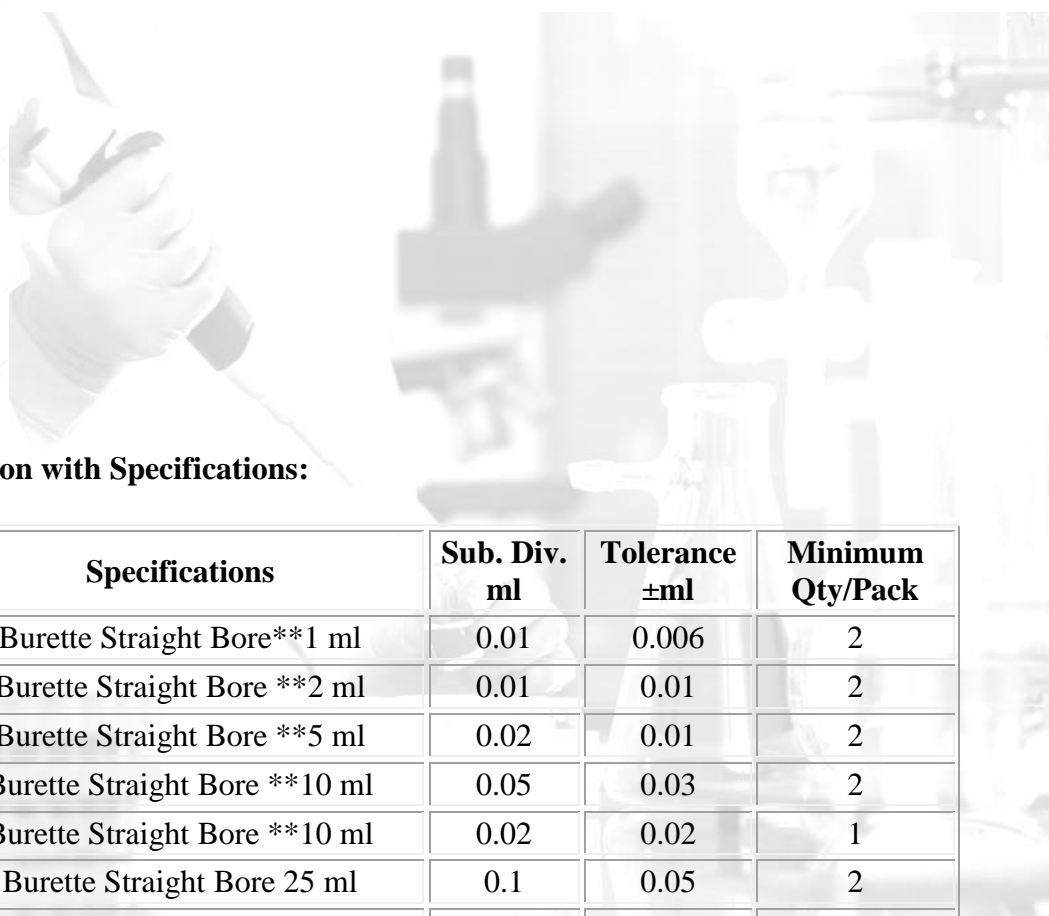 on with Specifications:
Specifications Sub. Div. ml Tolerance ±ml Minimum Qty/Pack
Burette Straight Bore**1 ml 0.01 0.006 2
Burette Straight Bore **2 ml 0.01 0.01 2
Burette Straight Bore **5 ml 0.02 0.01 2
Burette Straight Bore **10 ml 0.05 0.03 2
Burette Straight Bore **10 ml 0.02 0.02 1
Burette Straight Bore 25 ml 0.1 0.05 2